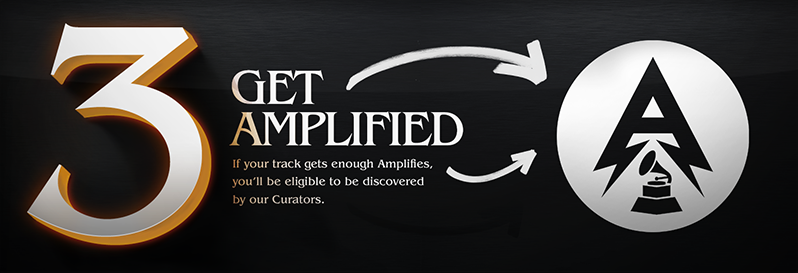 3
GET
AMPLIFIED
If your track gets enough Amplifies,
you'll be eligible to be discovered
by our Curators.
A